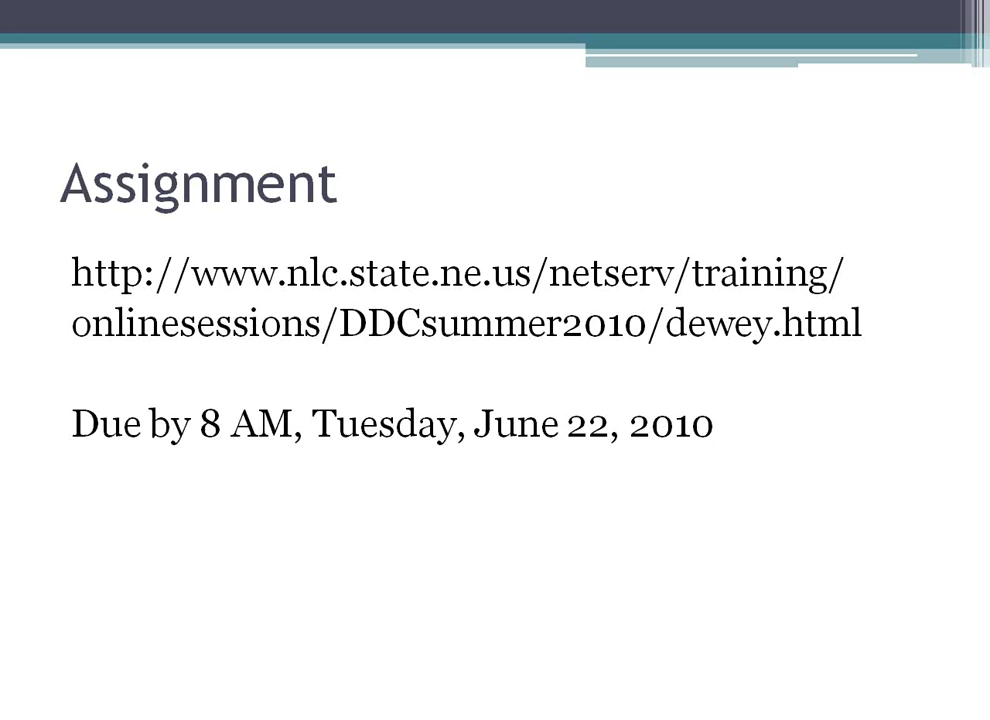 Assignment
http://www.nlc.state.ne.us/netserv/training/
onlinesessions/DDCsummer2010/dewey.html
Due by 8 AM, Tuesday, June 22, 2010